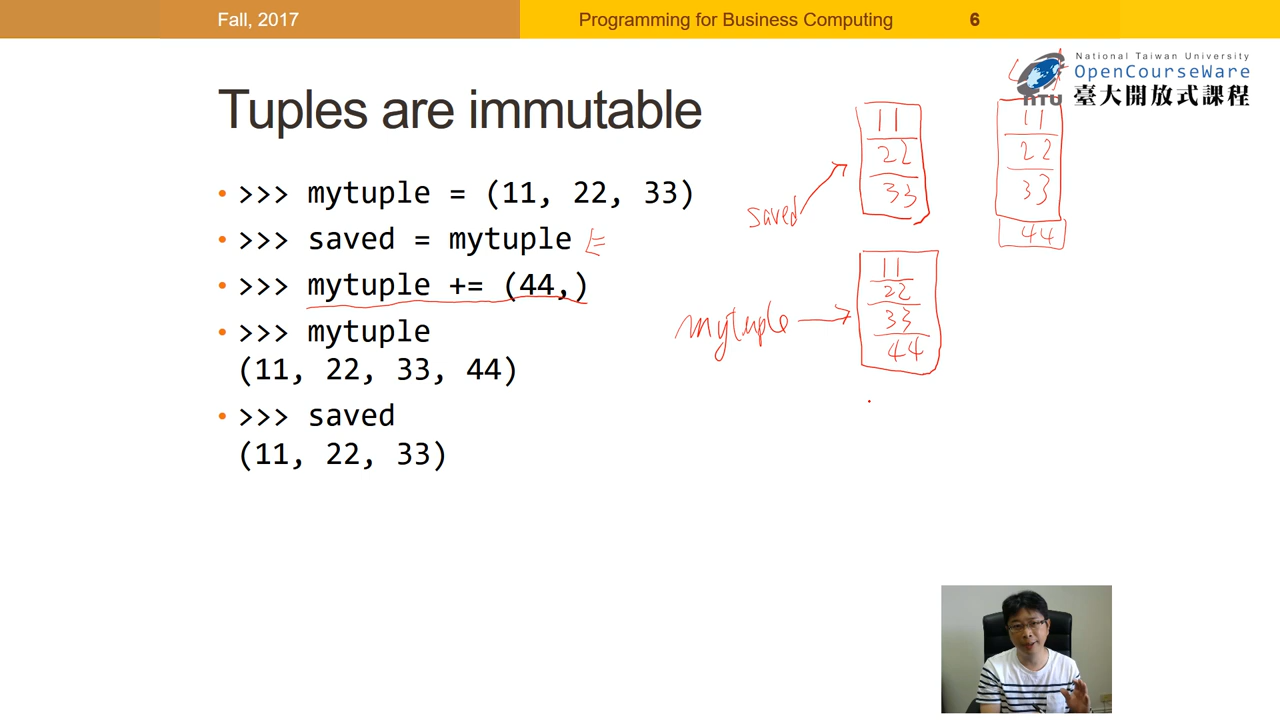 Fall, 2017
Programming for Business Computing
6
National Taiwan University
OpenCourseWare
NTU
臺大開放式課程
Tuples are immutable
• >>> mytuple = (11, 22, 33)
• >>> saved = mytuple
• >>> mytuple += (44,)
• >>> mytuple
(11, 22, 33, 44)
• >>> saved
(11, 22, 33)
11
22
33
saved
11
22
33
44
11
22
33
44
mytuple